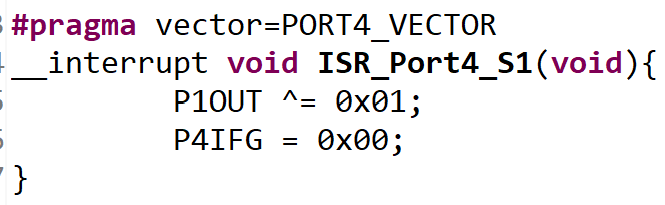 #pragma vector=PORT4_VECTOR
__interrupt void ISR_Port4_S1(void){
P1OUT ^= 0x01;
P4IFG = 0x00;
}